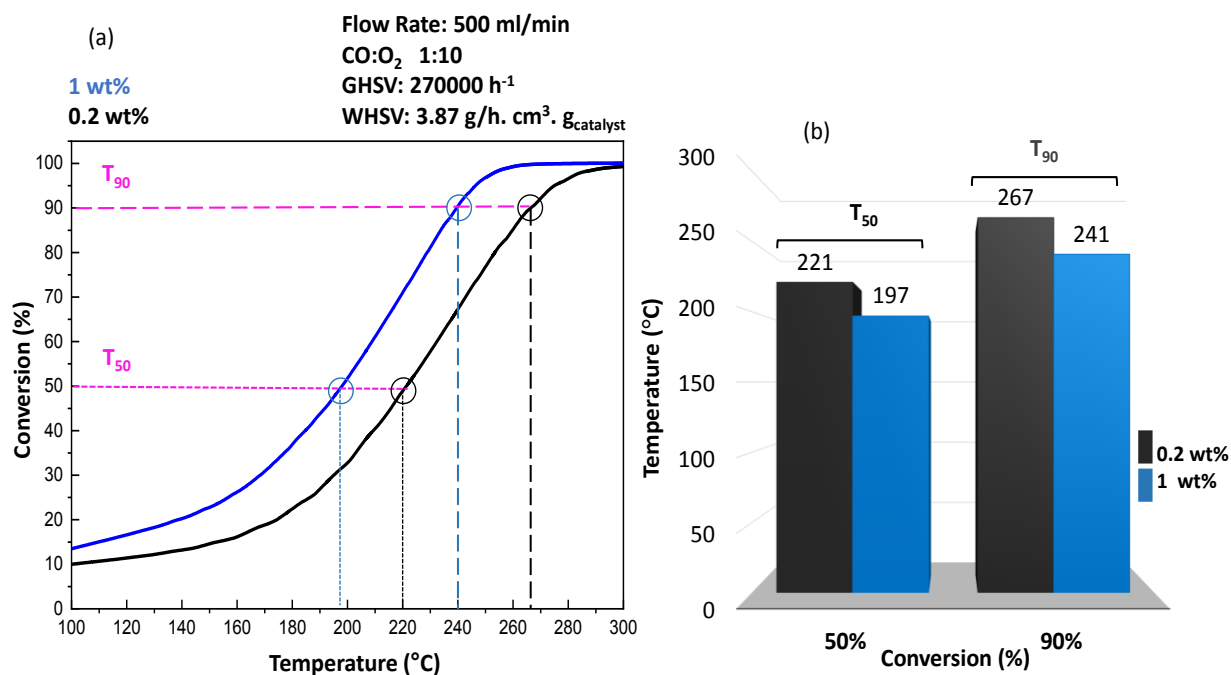 (a)
Flow Rate: 500 ml/min
CO:O₂ 1:10
GHSV: 270000 h⁻¹
WHSV: 3.87 g/h. cm³. g_catalyst
1 wt%
0.2 wt%
T₉₀
T₅₀
Conversion (%)
100
90
80
70
60
50
40
30
20
10
0
100 120 140 160 180 200 220 240 260 280 300
Temperature (°C)
(b)
T₉₀
T₅₀
267
241
221
197
Temperature (°C)
300
250
200
150
100
50
0
0.2 wt%
1 wt%
50% 90%
Conversion (%)